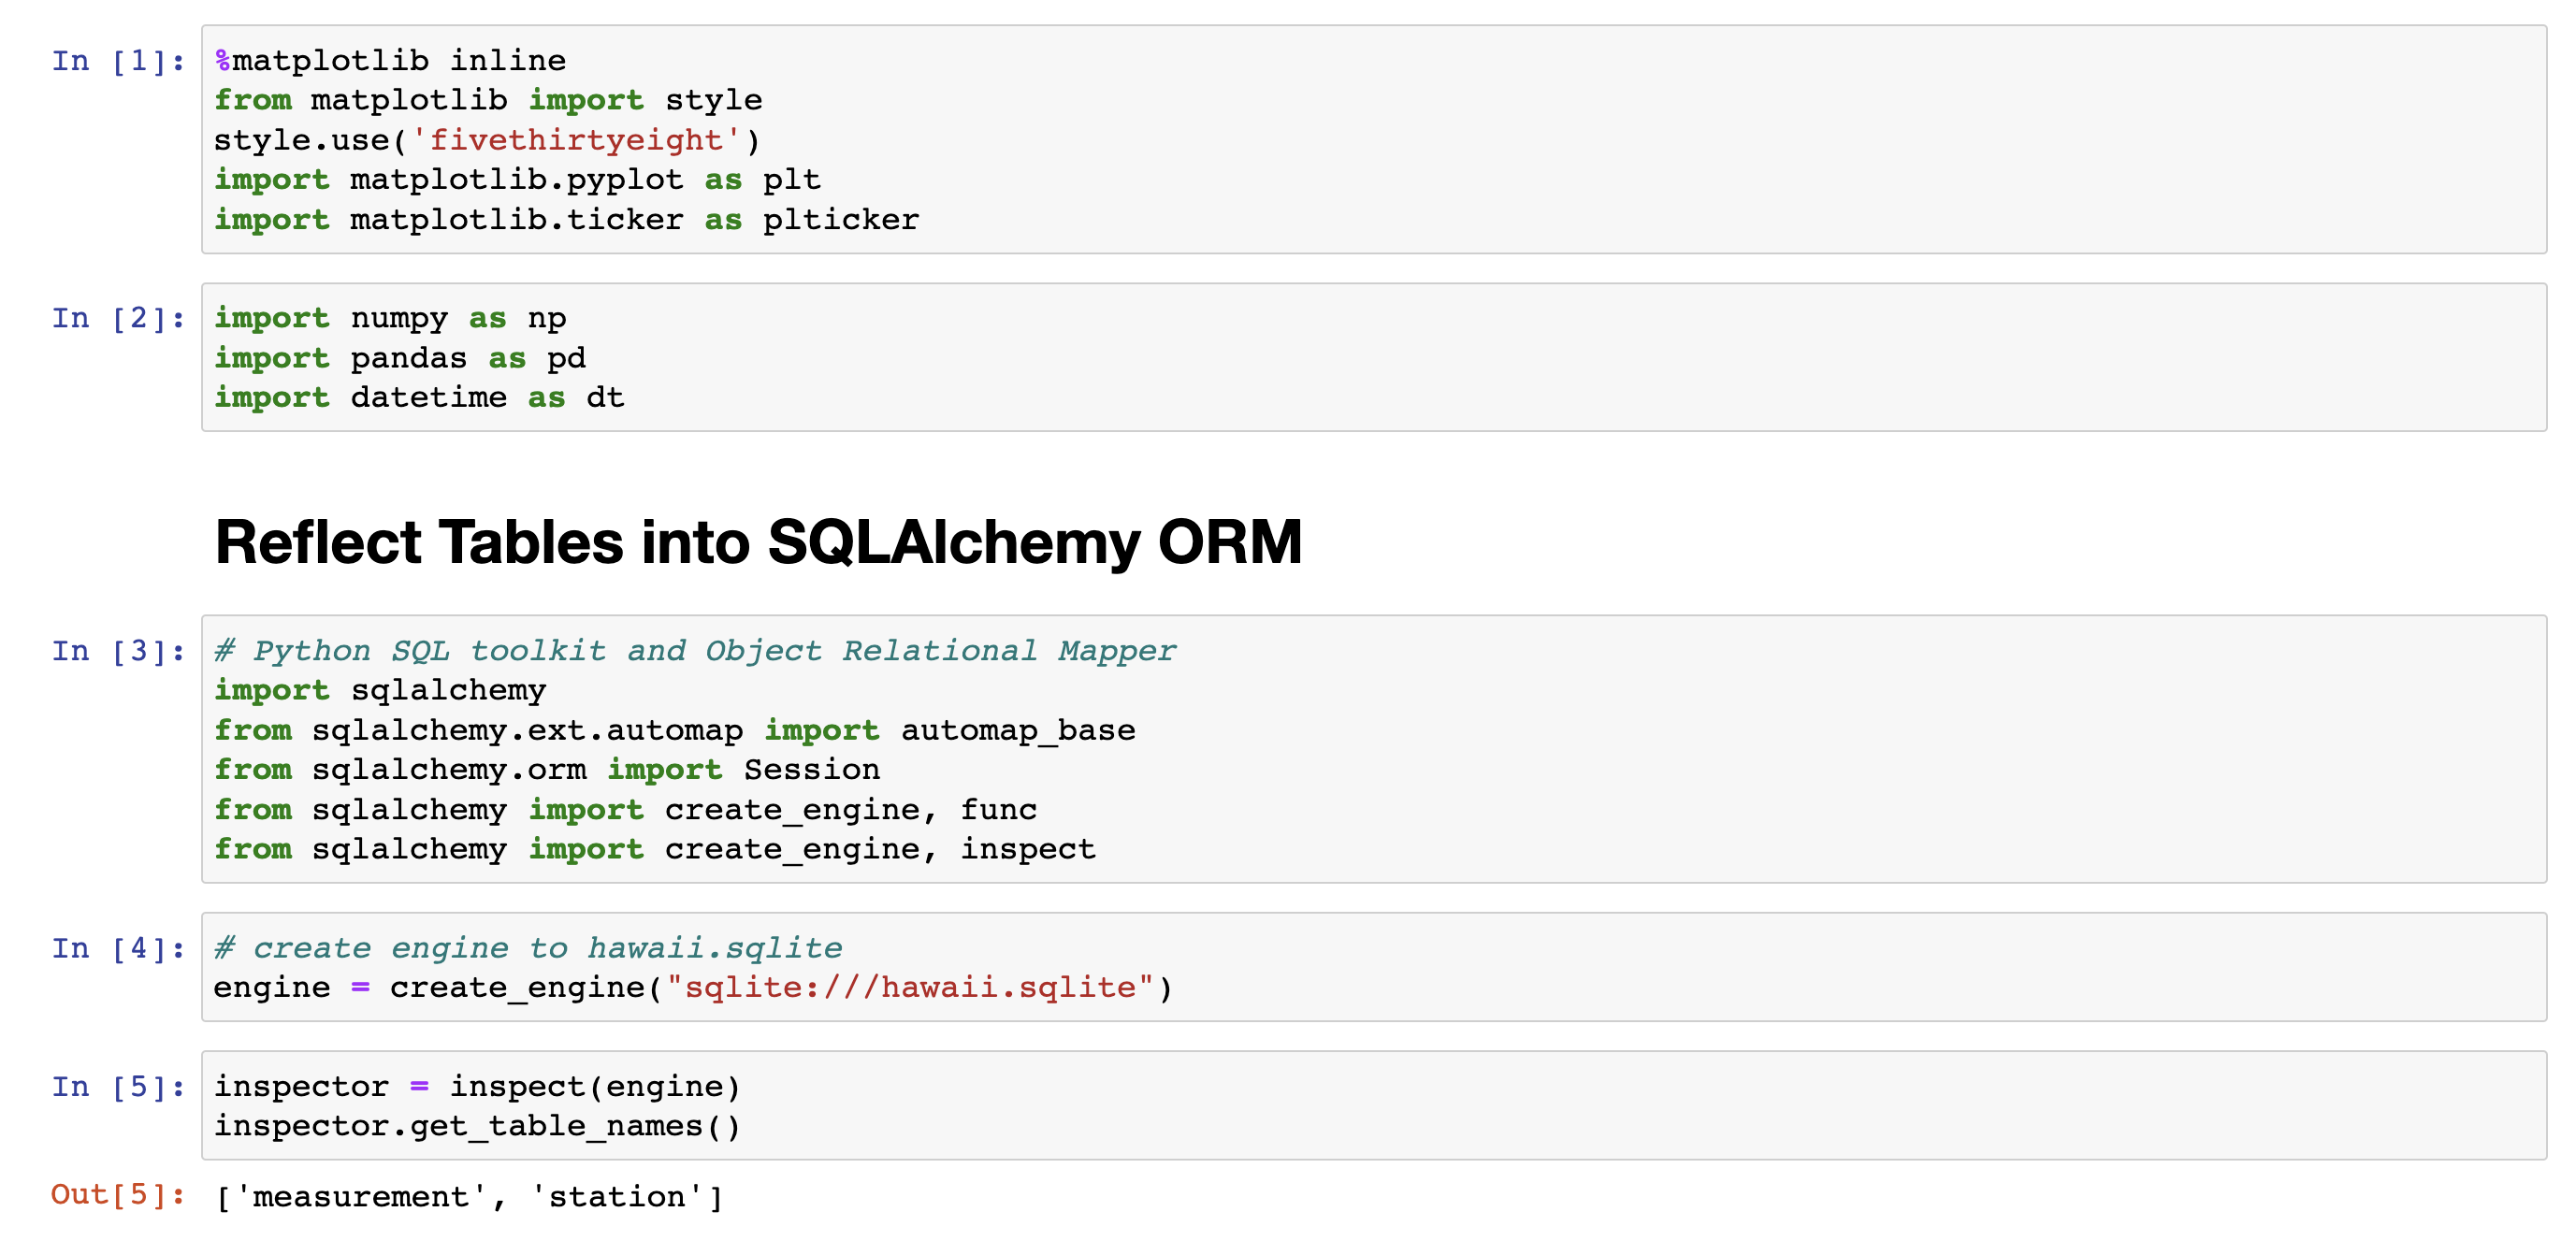 In [1]: %matplotlib inline
from matplotlib import style
style.use('fivethirtyeight')
import matplotlib.pyplot as plt
import matplotlib.ticker as plticker
In [2]: import numpy as np
import pandas as pd
import datetime as dt
Reflect Tables into SQLAlchemy ORM
In [3]: # Python SQL toolkit and Object Relational Mapper
import sqlalchemy
from sqlalchemy.ext.automap import automap_base
from sqlalchemy.orm import Session
from sqlalchemy import create_engine, func
from sqlalchemy import create_engine, inspect
In [4]: # create engine to hawaii.sqlite
engine = create_engine("sqlite:///hawaii.sqlite")
In [5]: inspector = inspect(engine)
inspector.get_table_names()
Out[5]: ['measurement', 'station']